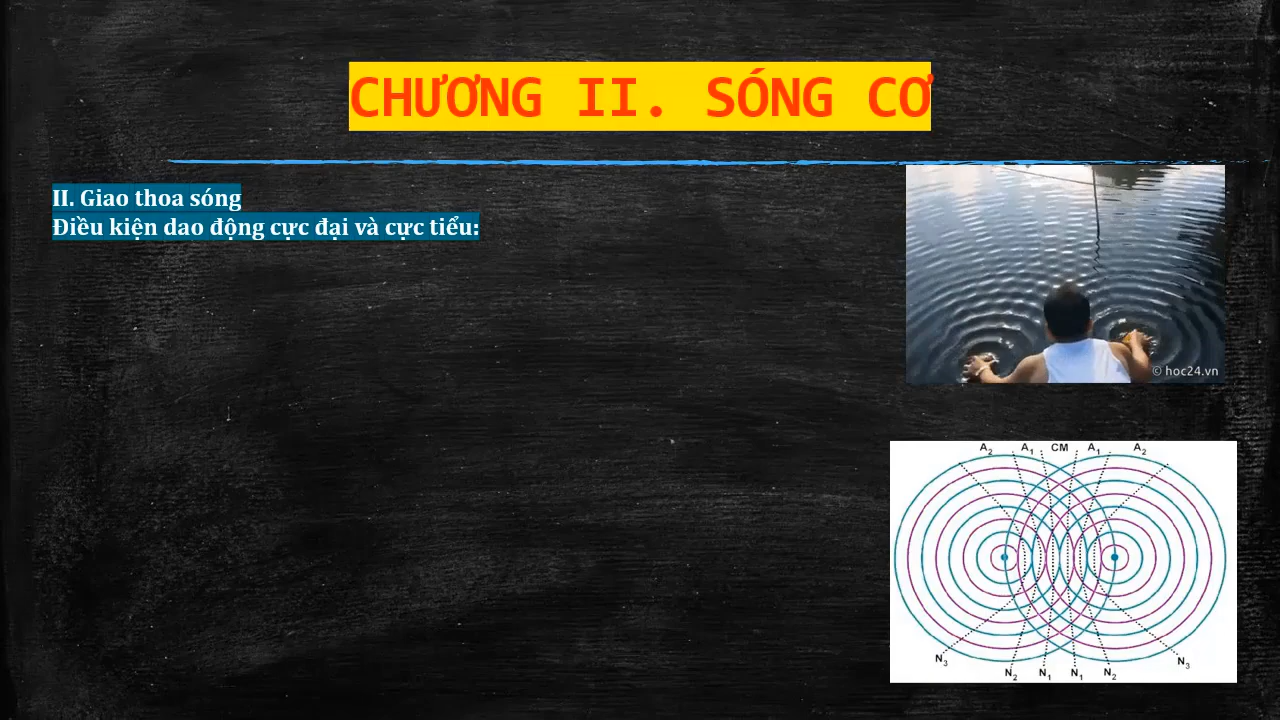 CHƯƠNG II. SÓNG CƠ
II. Giao thoa sóng
Điều kiện dao động cực đại và cực tiểu:
© hoc24.vn
A2 A1 CM A1 A2
N3 N3
N2 N1 N1 N2